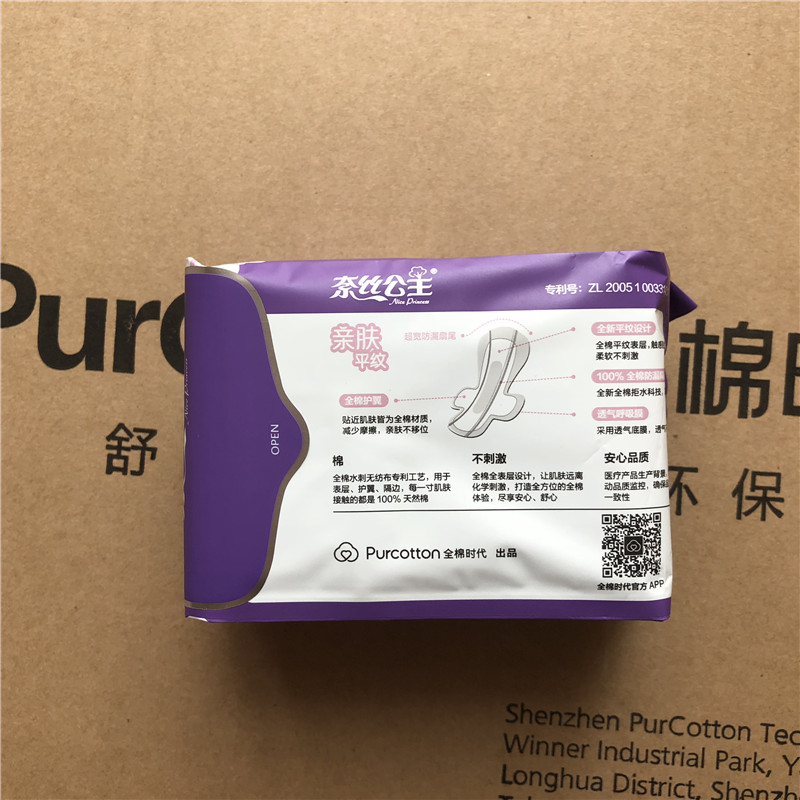 奈丝公主®
Nice Princess
专利号：ZL 2005 1 00331
亲肤
平纹
超宽防漏扇尾
全新平纹设计
全棉平纹表层，触感
柔软不刺激
100% 全棉防漏
全新全棉拒水科技，
全棉护翼
贴近肌肤皆为全棉材质，
减少摩擦，亲肤不移位
透气呼吸膜
采用透气底膜，透气
OPEN
棉
全棉水刺无纺布专利工艺，用于
表层、护翼、隔边，每一寸肌肤
接触的都是 100% 天然棉
不刺激
全棉全表层设计，让肌肤远离
化学刺激，打造全方位的全棉
体验，尽享安心、舒心
安心品质
医疗产品生产背景，
动品质监控，确保
一致性
Purcotton 全棉时代 出品
全棉时代官方 APP
PurC
棉
舒
环 保
Shenzhen PurCotton Tec
Winner Industrial Park, Y
Longhua District, Shenzhe